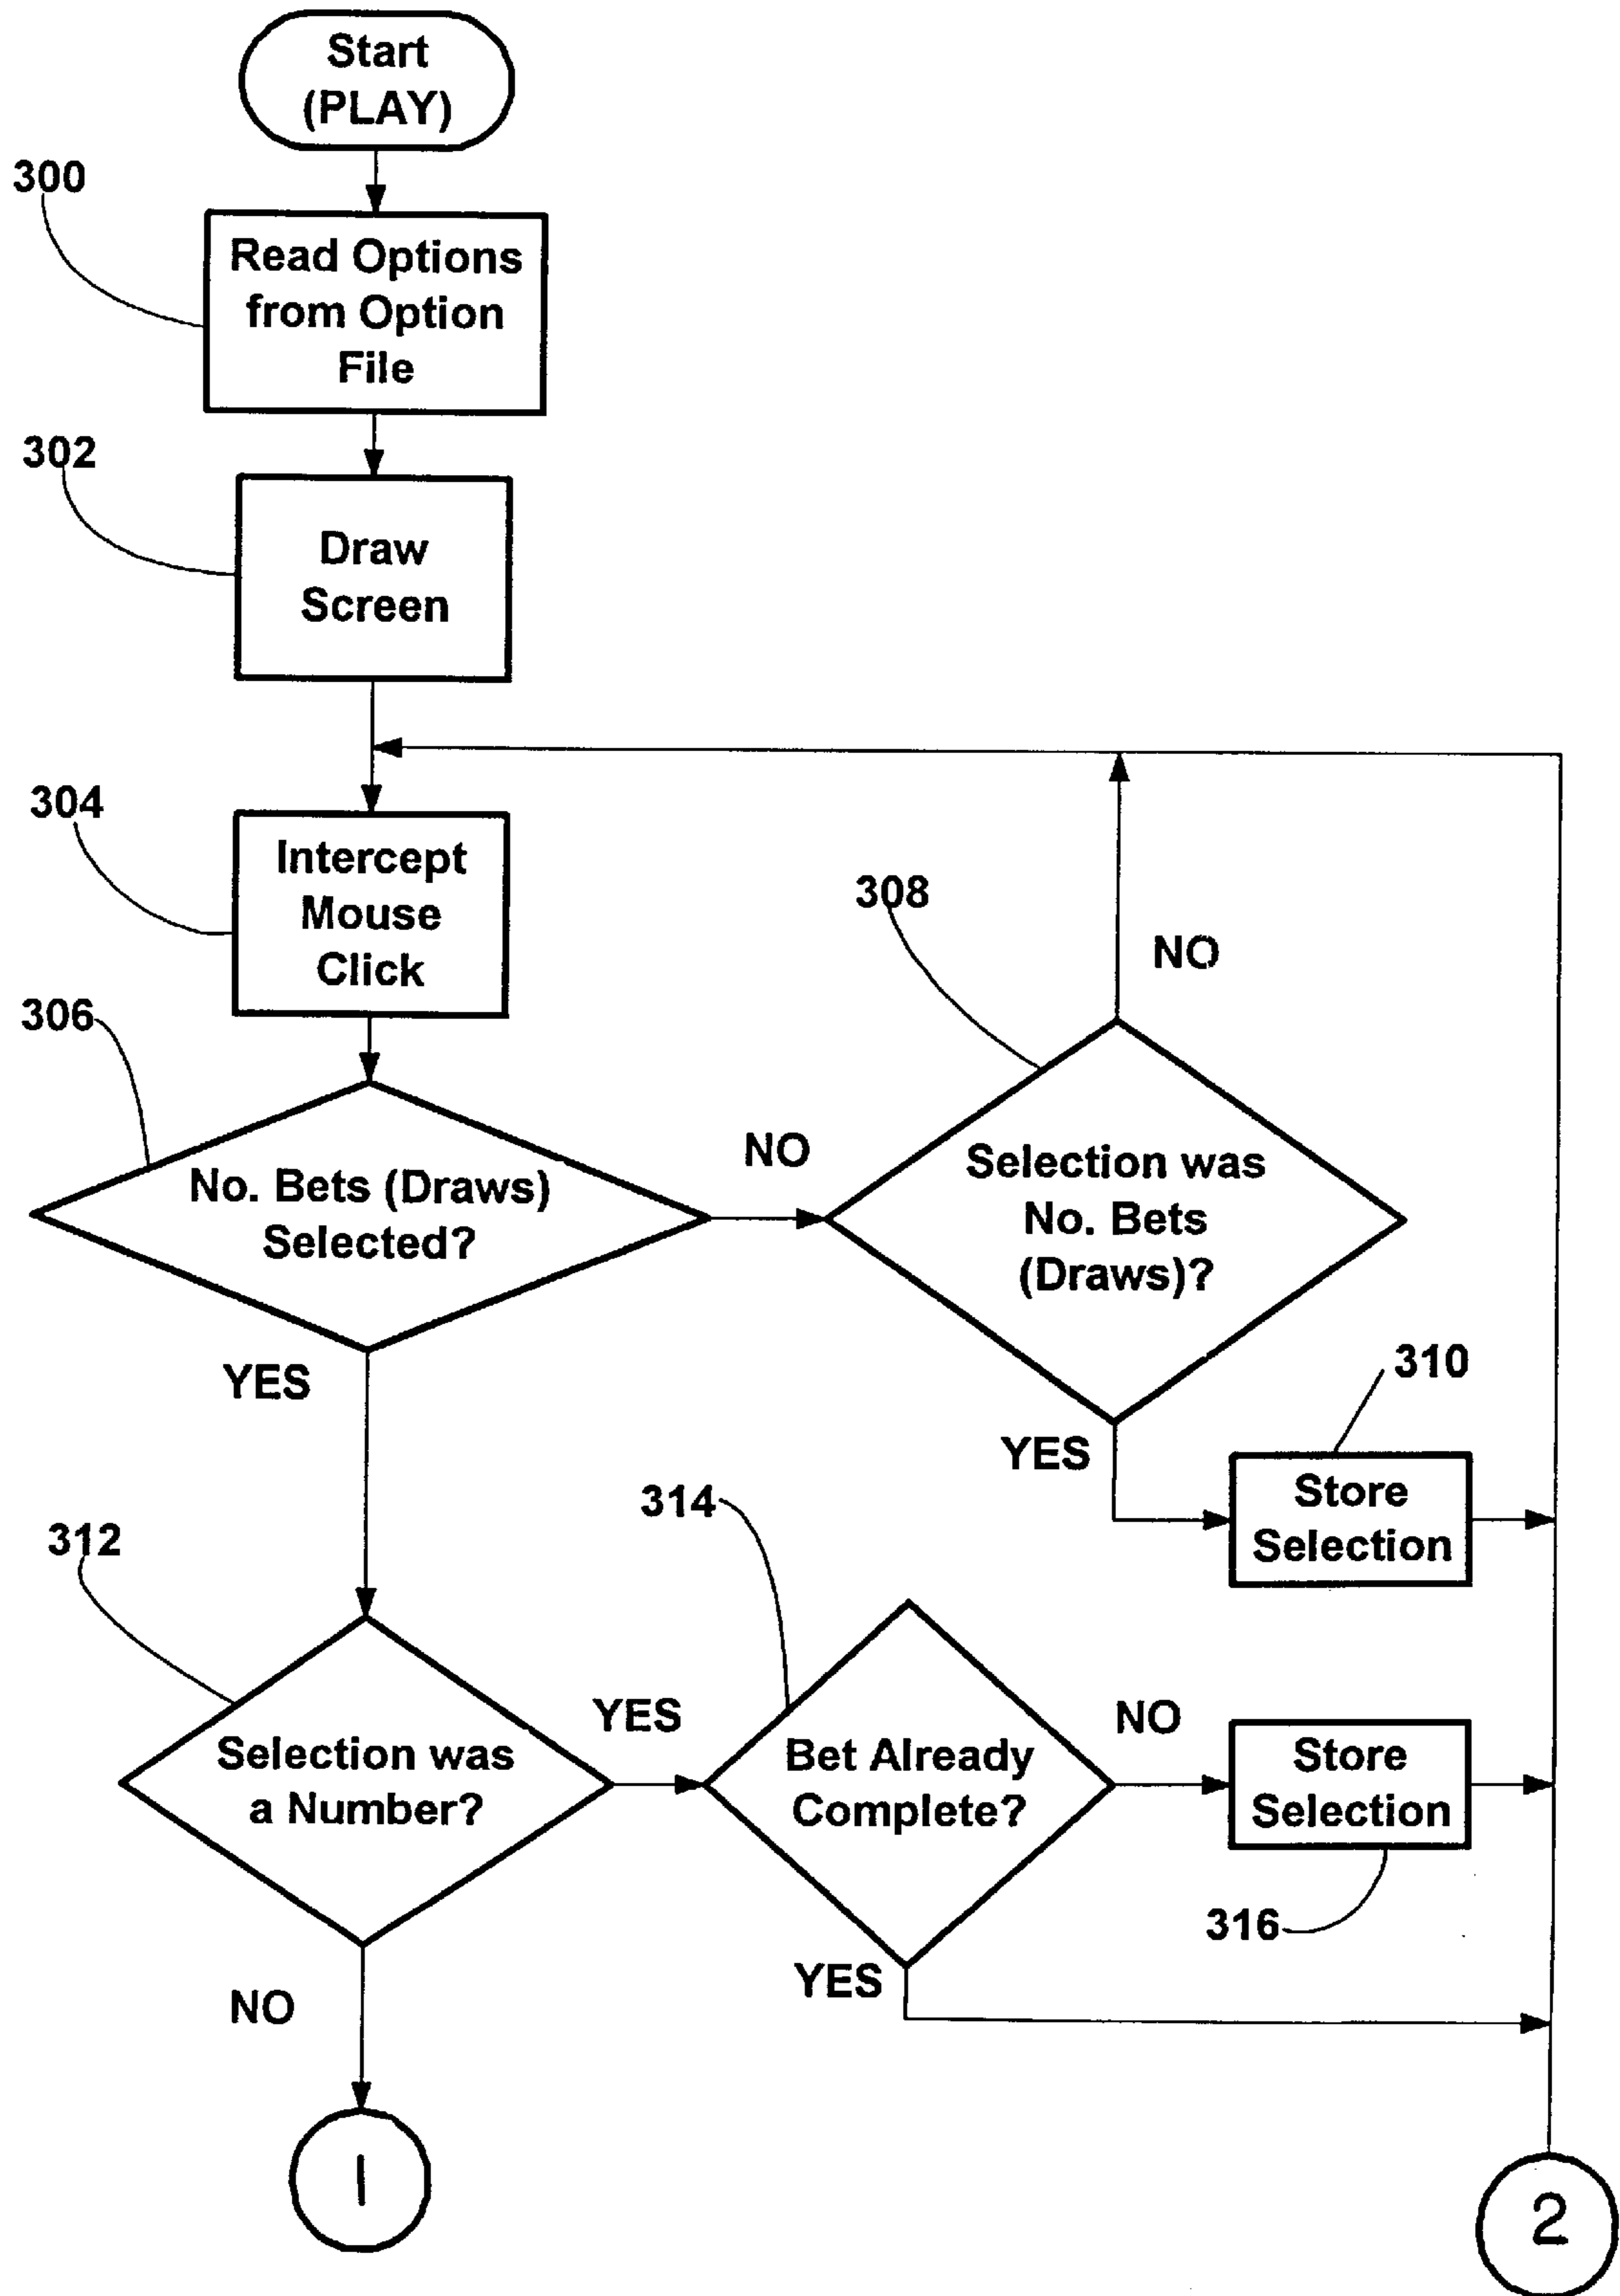 Start
(PLAY)
300
Read Options
from Option
File
302
Draw
Screen
304
Intercept
Mouse
Click
306
No. Bets (Draws)
Selected?
NO
YES
308
NO
Selection was
No. Bets
(Draws)?
YES
310
Store
Selection
312
Selection was
a Number?
YES
NO
314
Bet Already
Complete?
NO
YES
Store
Selection
316
1
2